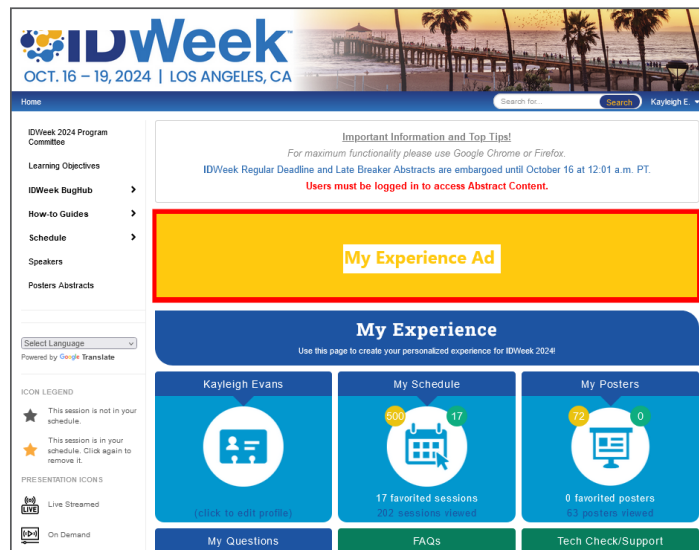 IDWeek
OCT. 16 – 19, 2024 | LOS ANGELES, CA
Home
Search for...
Search
Kayleigh E.
IDWeek 2024 Program
Committee
Learning Objectives
IDWeek BugHub
How-to Guides
Schedule
Speakers
Posters Abstracts
Select Language
Powered by Google Translate
ICON LEGEND
This session is not in your
schedule.
This session is in your
schedule. Click again to
remove it.
PRESENTATION ICONS
LIVE
Live Streamed
On Demand
Important Information and Top Tips!
For maximum functionality please use Google Chrome or Firefox.
IDWeek Regular Deadline and Late Breaker Abstracts are embargoed until October 16 at 12:01 a.m. PT.
Users must be logged in to access Abstract Content.
My Experience Ad
My Experience
Use this page to create your personalized experience for IDWeek 2024!
Kayleigh Evans
(click to edit profile)
My Schedule
500
17
17 favorited sessions
202 sessions viewed
My Posters
72
0
0 favorited posters
63 posters viewed
My Questions
FAQs
Tech Check/Support